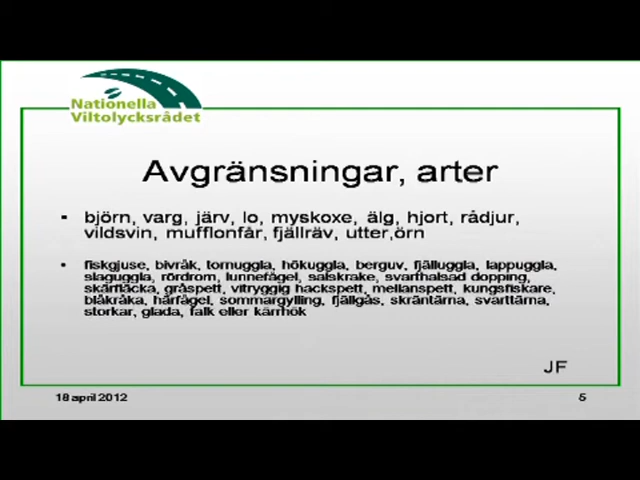 Nationella
Viltolycksrådet
Avgränsningar, arter
▪ björn, varg, järv, lo, myskoxe, älg, hjort, rådjur,
vildsvin, mufflonfår, fjällräv, utter,örn
▪ fiskgjuse, bivråk, tornuggla, hökuggla, berguv, fjälluggla, lappuggla,
slaguggla, rördrom, lunnefågel, salskrake, svarthalsad dopping,
skärfläcka, gråspett, vitryggig hackspett, mellanspett, kungsfiskare,
blåkråka, härfågel, sommargylling, fjällgås, skräntärna, svarttärna,
storkar, glada, falk eller kärrhök
JF
18 april 2012
5